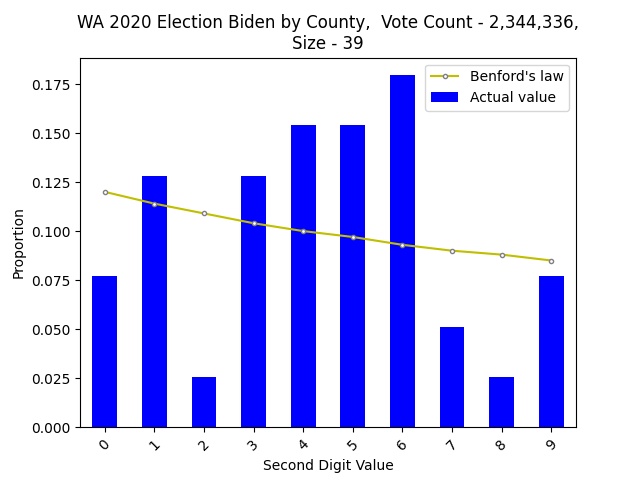 WA 2020 Election Biden by County,  Vote Count - 2,344,336,
Size - 39
Benford's law
Actual value
Proportion
0.175
0.150
0.125
0.100
0.075
0.050
0.025
0.000
0 1 2 3 4 5 6 7 8 9
Second Digit Value